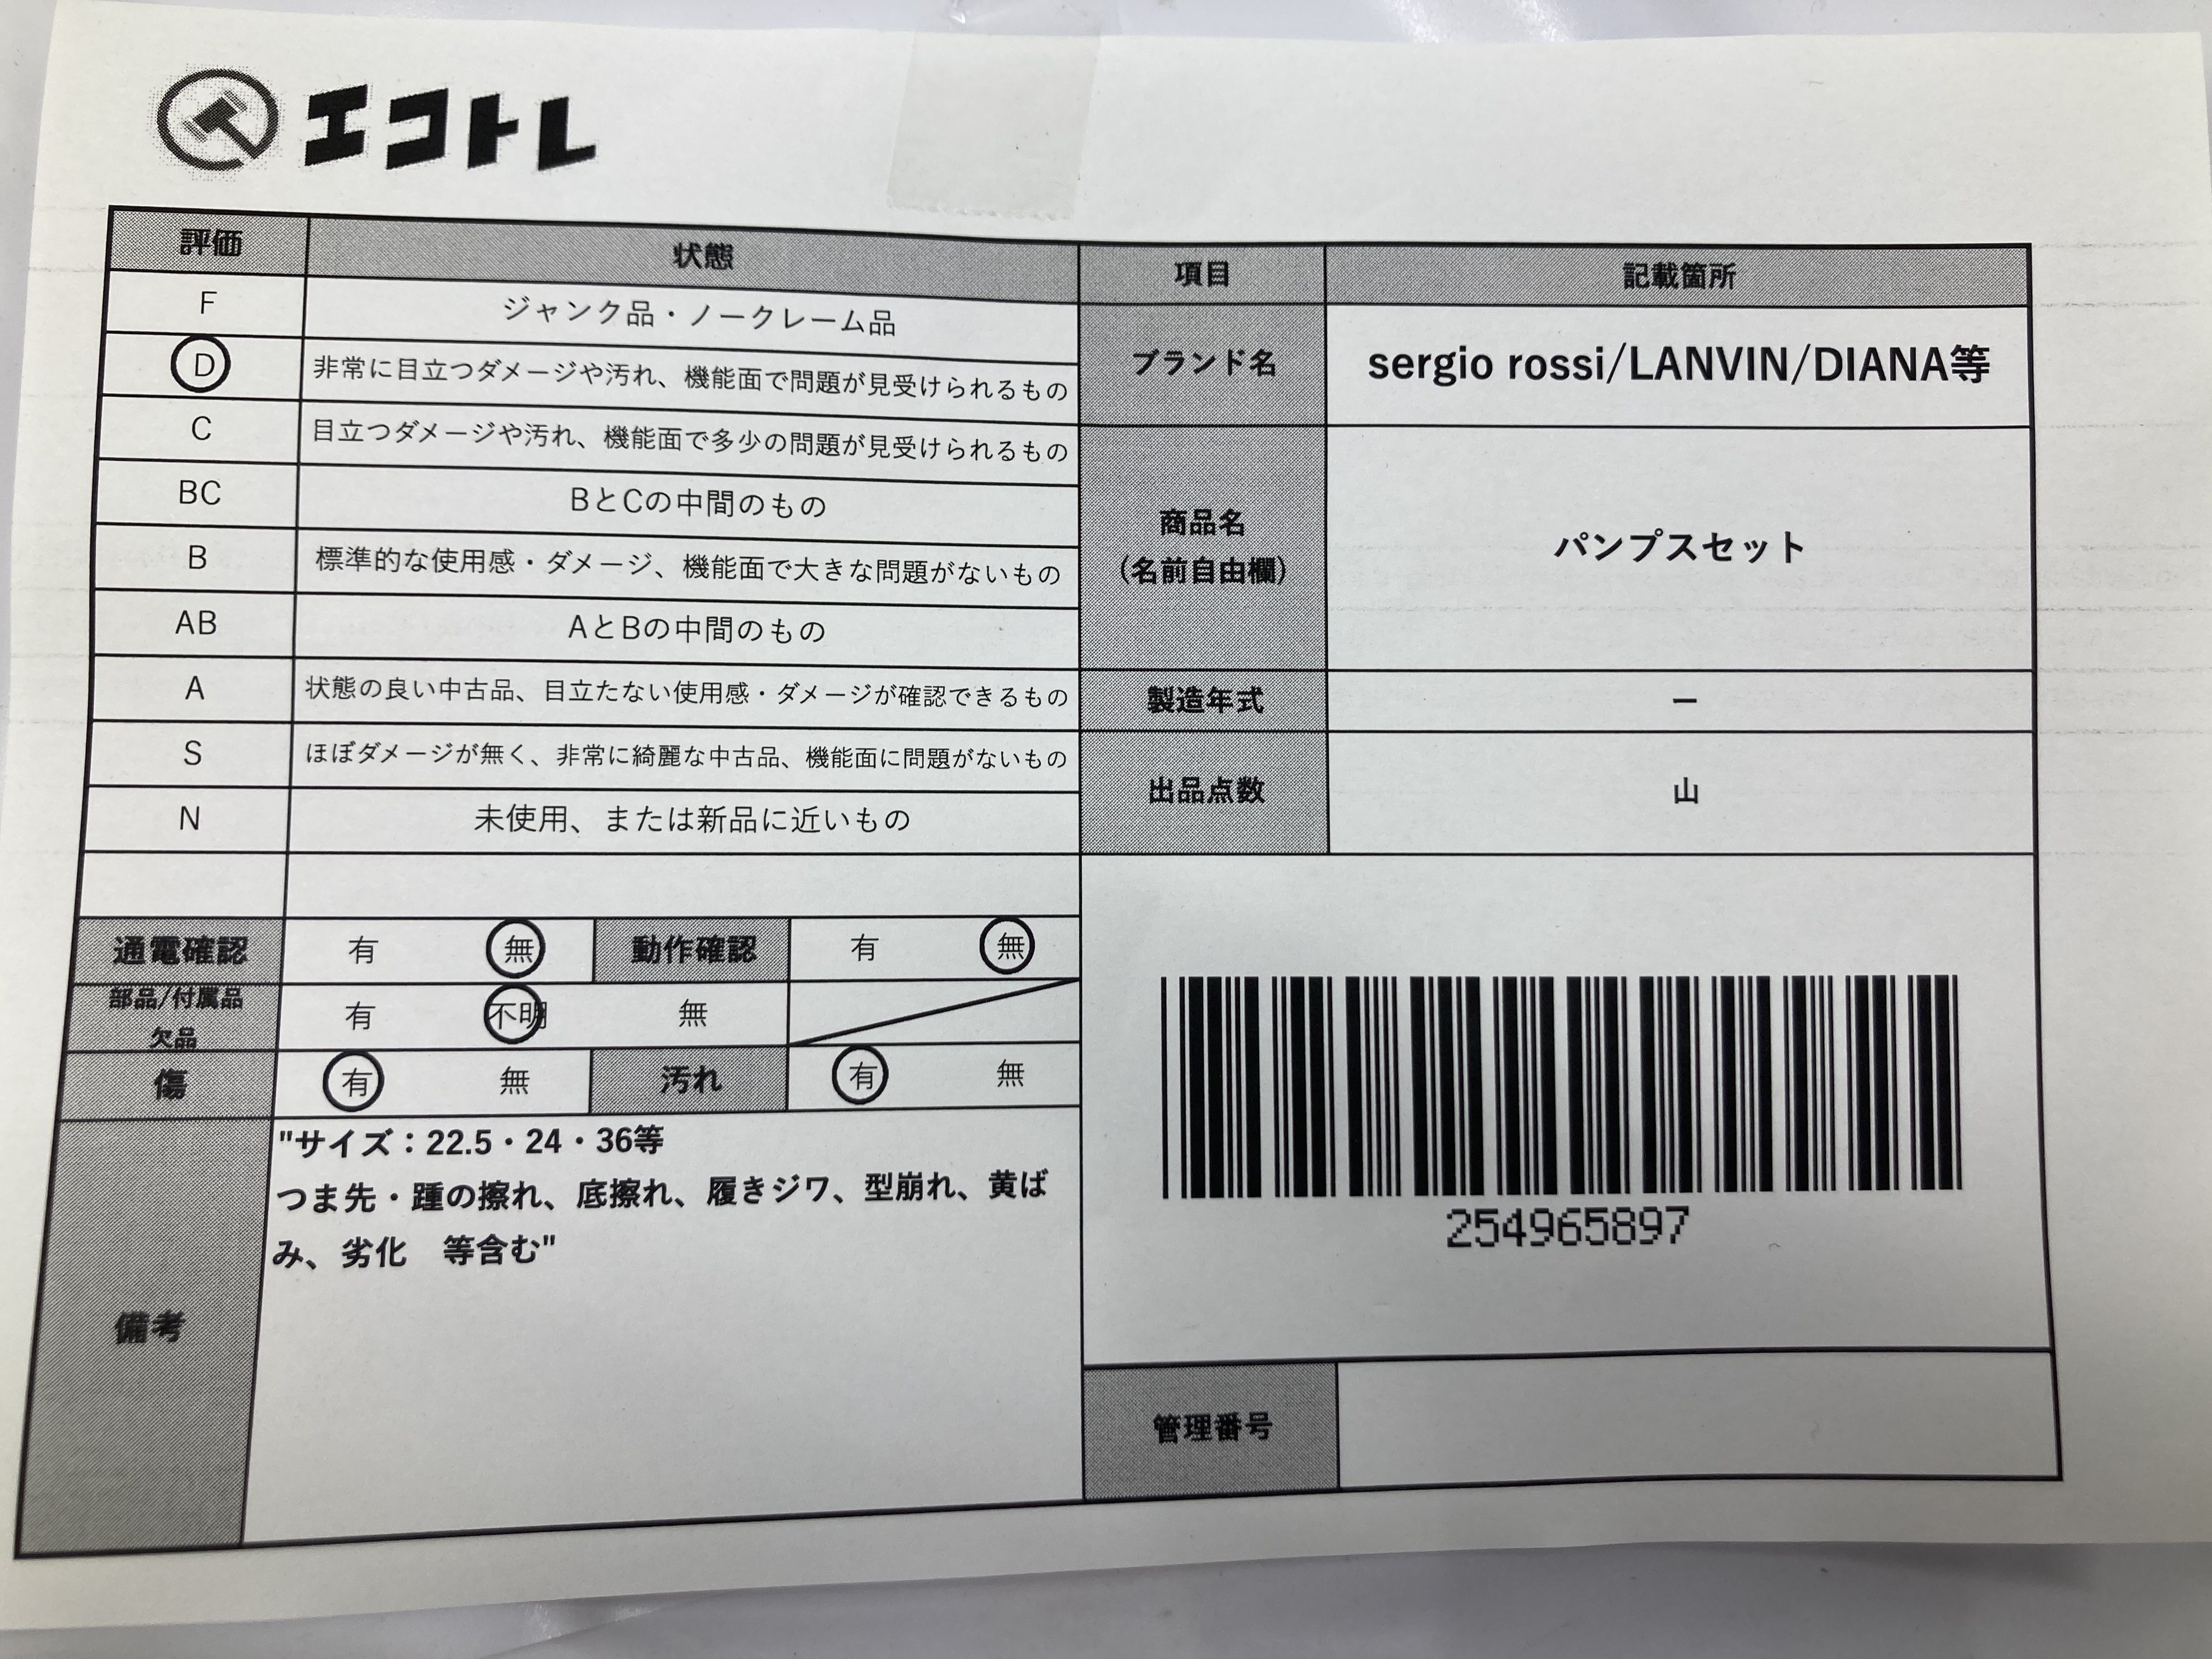 エコトレ
評価 状態
F ジャンク品・ノークレーム品
D 非常に目立つダメージや汚れ、機能面で問題が見受けられるもの
C 目立つダメージや汚れ、機能面で多少の問題が見受けられるもの
BC BとCの中間のもの
B 標準的な使用感・ダメージ、機能面で大きな問題がないもの
AB AとBの中間のもの
A 状態の良い中古品、目立たない使用感・ダメージが確認できるもの
S ほぼダメージが無く、非常に綺麗な中古品、機能面に問題がないもの
N 未使用、または新品に近いもの
通電確認 有 無 動作確認 有 無
部品/付属品
欠品 有 不明 無
傷 有 無 汚れ 有 無
備考
"サイズ：22.5・24・36等
つま先・踵の擦れ、底擦れ、履きジワ、型崩れ、黄ば
み、劣化　等含む"
項目 記載箇所
ブランド名 sergio rossi/LANVIN/DIANA等
商品名
（名前自由欄）
パンプスセット
製造年式 ー
出品点数 山
254965897
管理番号